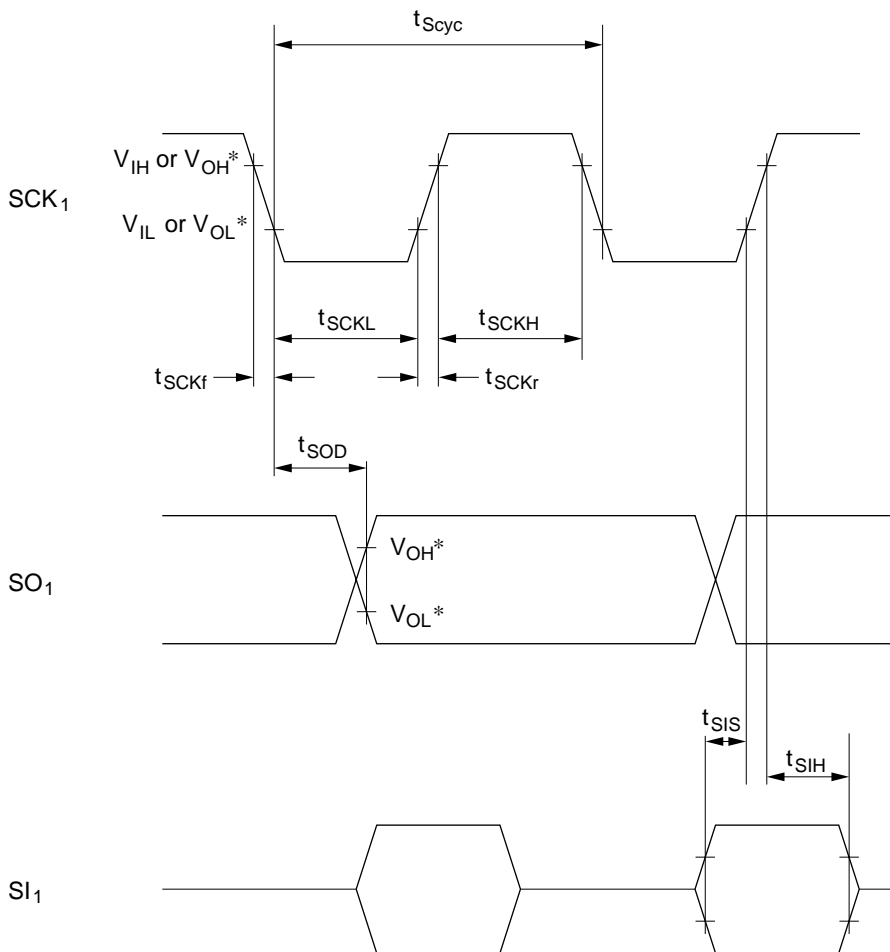 tScyc
VIH or VOH*
SCK1
VIL or VOL*
tSCKL
tSCKH
tSCKf
tSCKr
tSOD
VOH*
SO1
VOL*
tSIS
tSIH
SI1